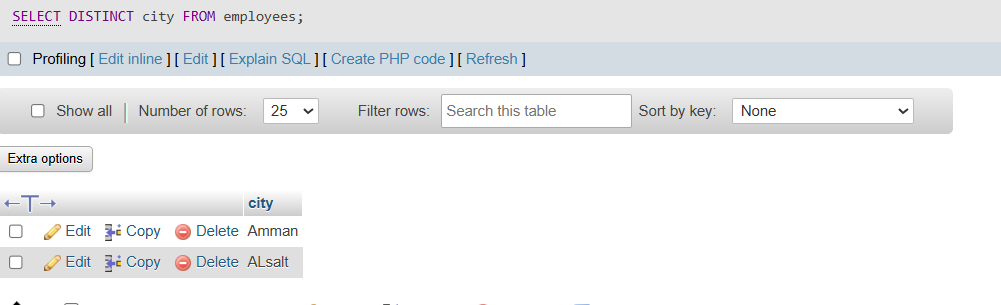 SELECT DISTINCT city FROM employees;
Profiling [ Edit inline ] [ Edit ] [ Explain SQL ] [ Create PHP code ] [ Refresh ]
Show all Number of rows: 25 Filter rows: Search this table Sort by key: None
Extra options
city
Edit Copy Delete Amman
Edit Copy Delete ALsalt